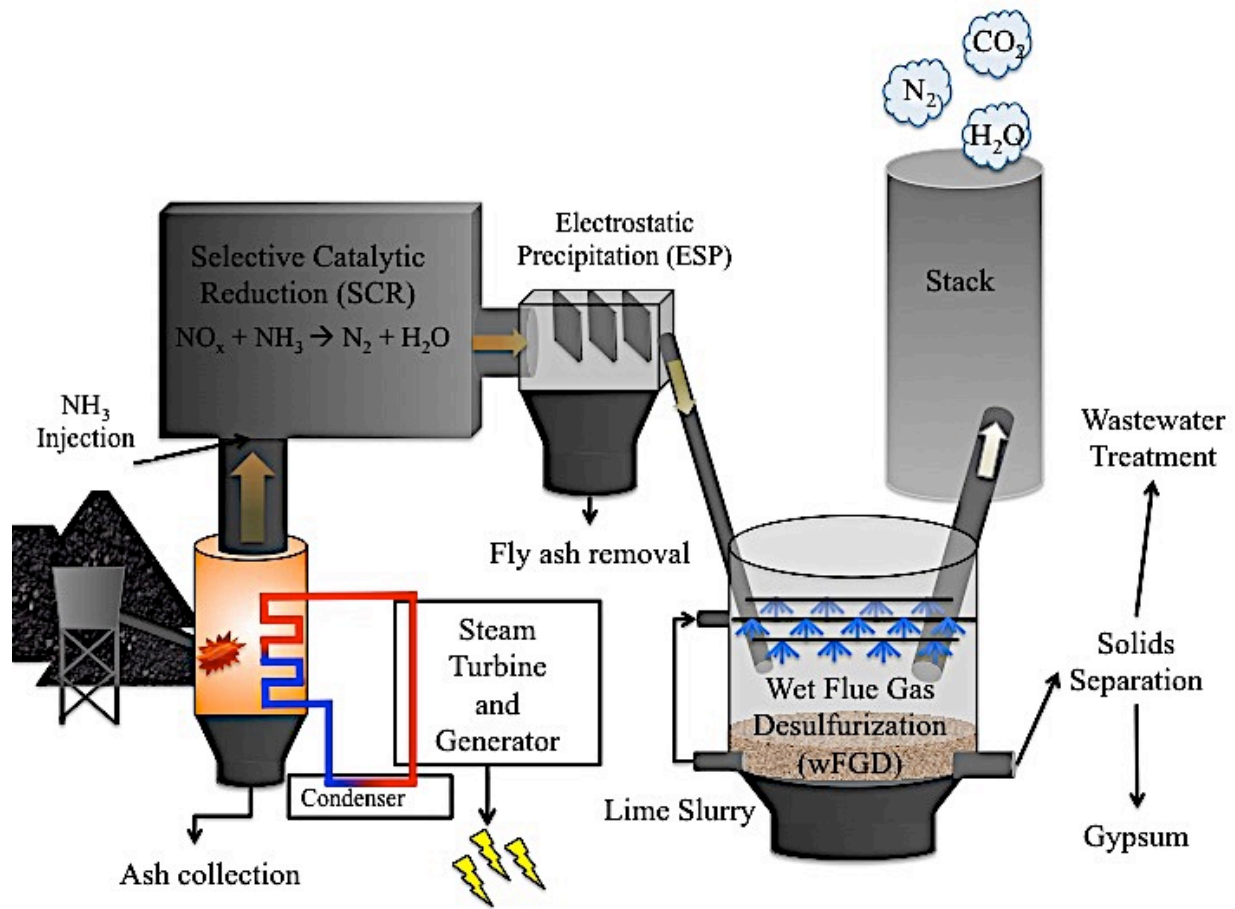 CO₂
N₂
H₂O
Electrostatic
Precipitation (ESP)
Selective Catalytic
Reduction (SCR)
NOₓ + NH₃ → N₂ + H₂O
Stack
NH₃
Injection
Wastewater
Treatment
Fly ash removal
Steam
Turbine
and
Generator
Solids
Separation
Wet Flue Gas
Desulfurization
(wFGD)
Condenser
Lime Slurry
Gypsum
Ash collection